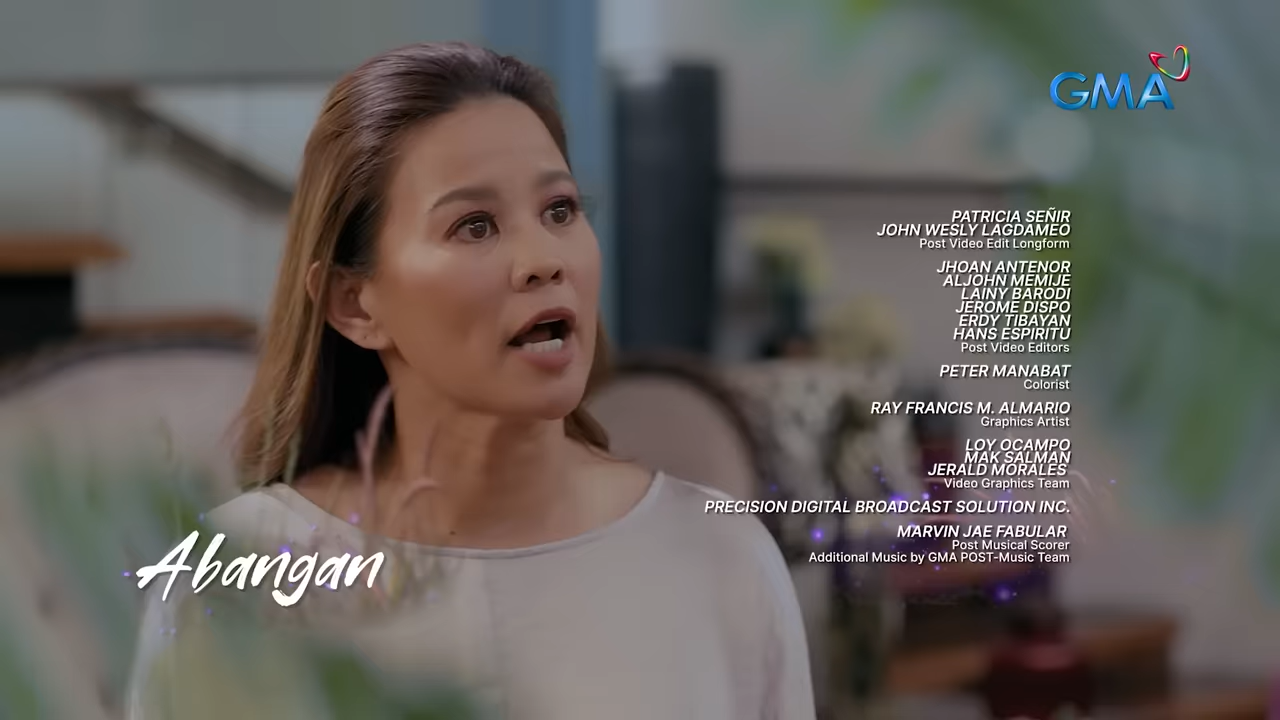 GMA
PATRICIA SEÑIR
JOHN WESLY LAGDAMEO
Post Video Edit Longform
JHOAN ANTENOR
ALJOHN MEMIJE
LAINY BARODI
JEROME DISPO
ERDY TIBAYAN
HANS ESPIRITU
Post Video Editors
PETER MANABAT
Colorist
RAY FRANCIS M. ALMARIO
Graphics Artist
LOY OCAMPO
MAK SALMAN
JERALD MORALES
Video Graphics Team
PRECISION DIGITAL BROADCAST SOLUTION INC.
MARVIN JAE FABULAR
Post Musical Scorer
Additional Music by GMA POST-Music Team
Abangan